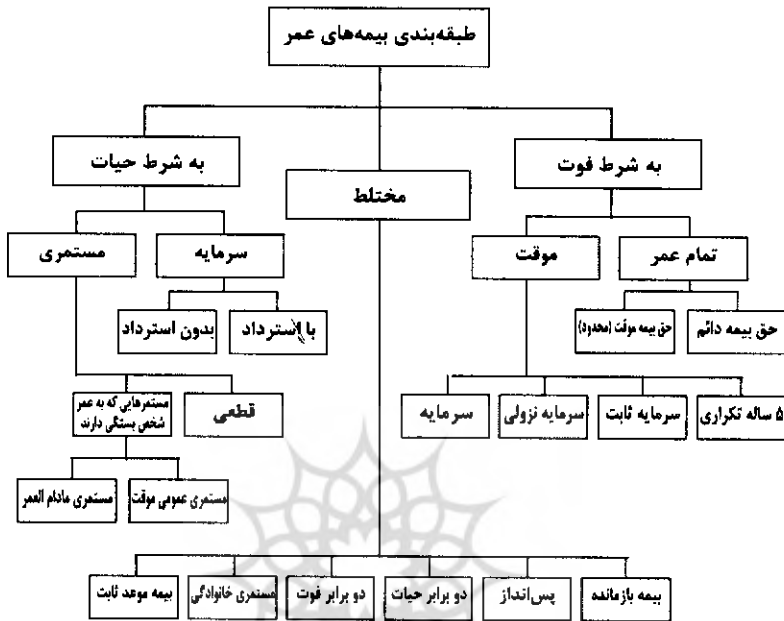 طبقه‌بندی بیمه‌های عمر
به شرط فوت
مختلط
به شرط حیات
تمام عمر
موقت
سرمایه
مستمری
حق بیمه دائم
حق بیمه موقت (محدود)
با استرداد
بدون استرداد
۵ ساله تکراری
سرمایه ثابت
سرمایه نزولی
سرمایه
قطعی
مستمرهایی که به عمر
شخص بستگی دارند
مستمری عمومی موقت
مستمری مادام العمر
بیمه بازمانده
پس‌انداز
دو برابر حیات
دو برابر فوت
مستمری خانوادگی
بیمه موعد ثابت